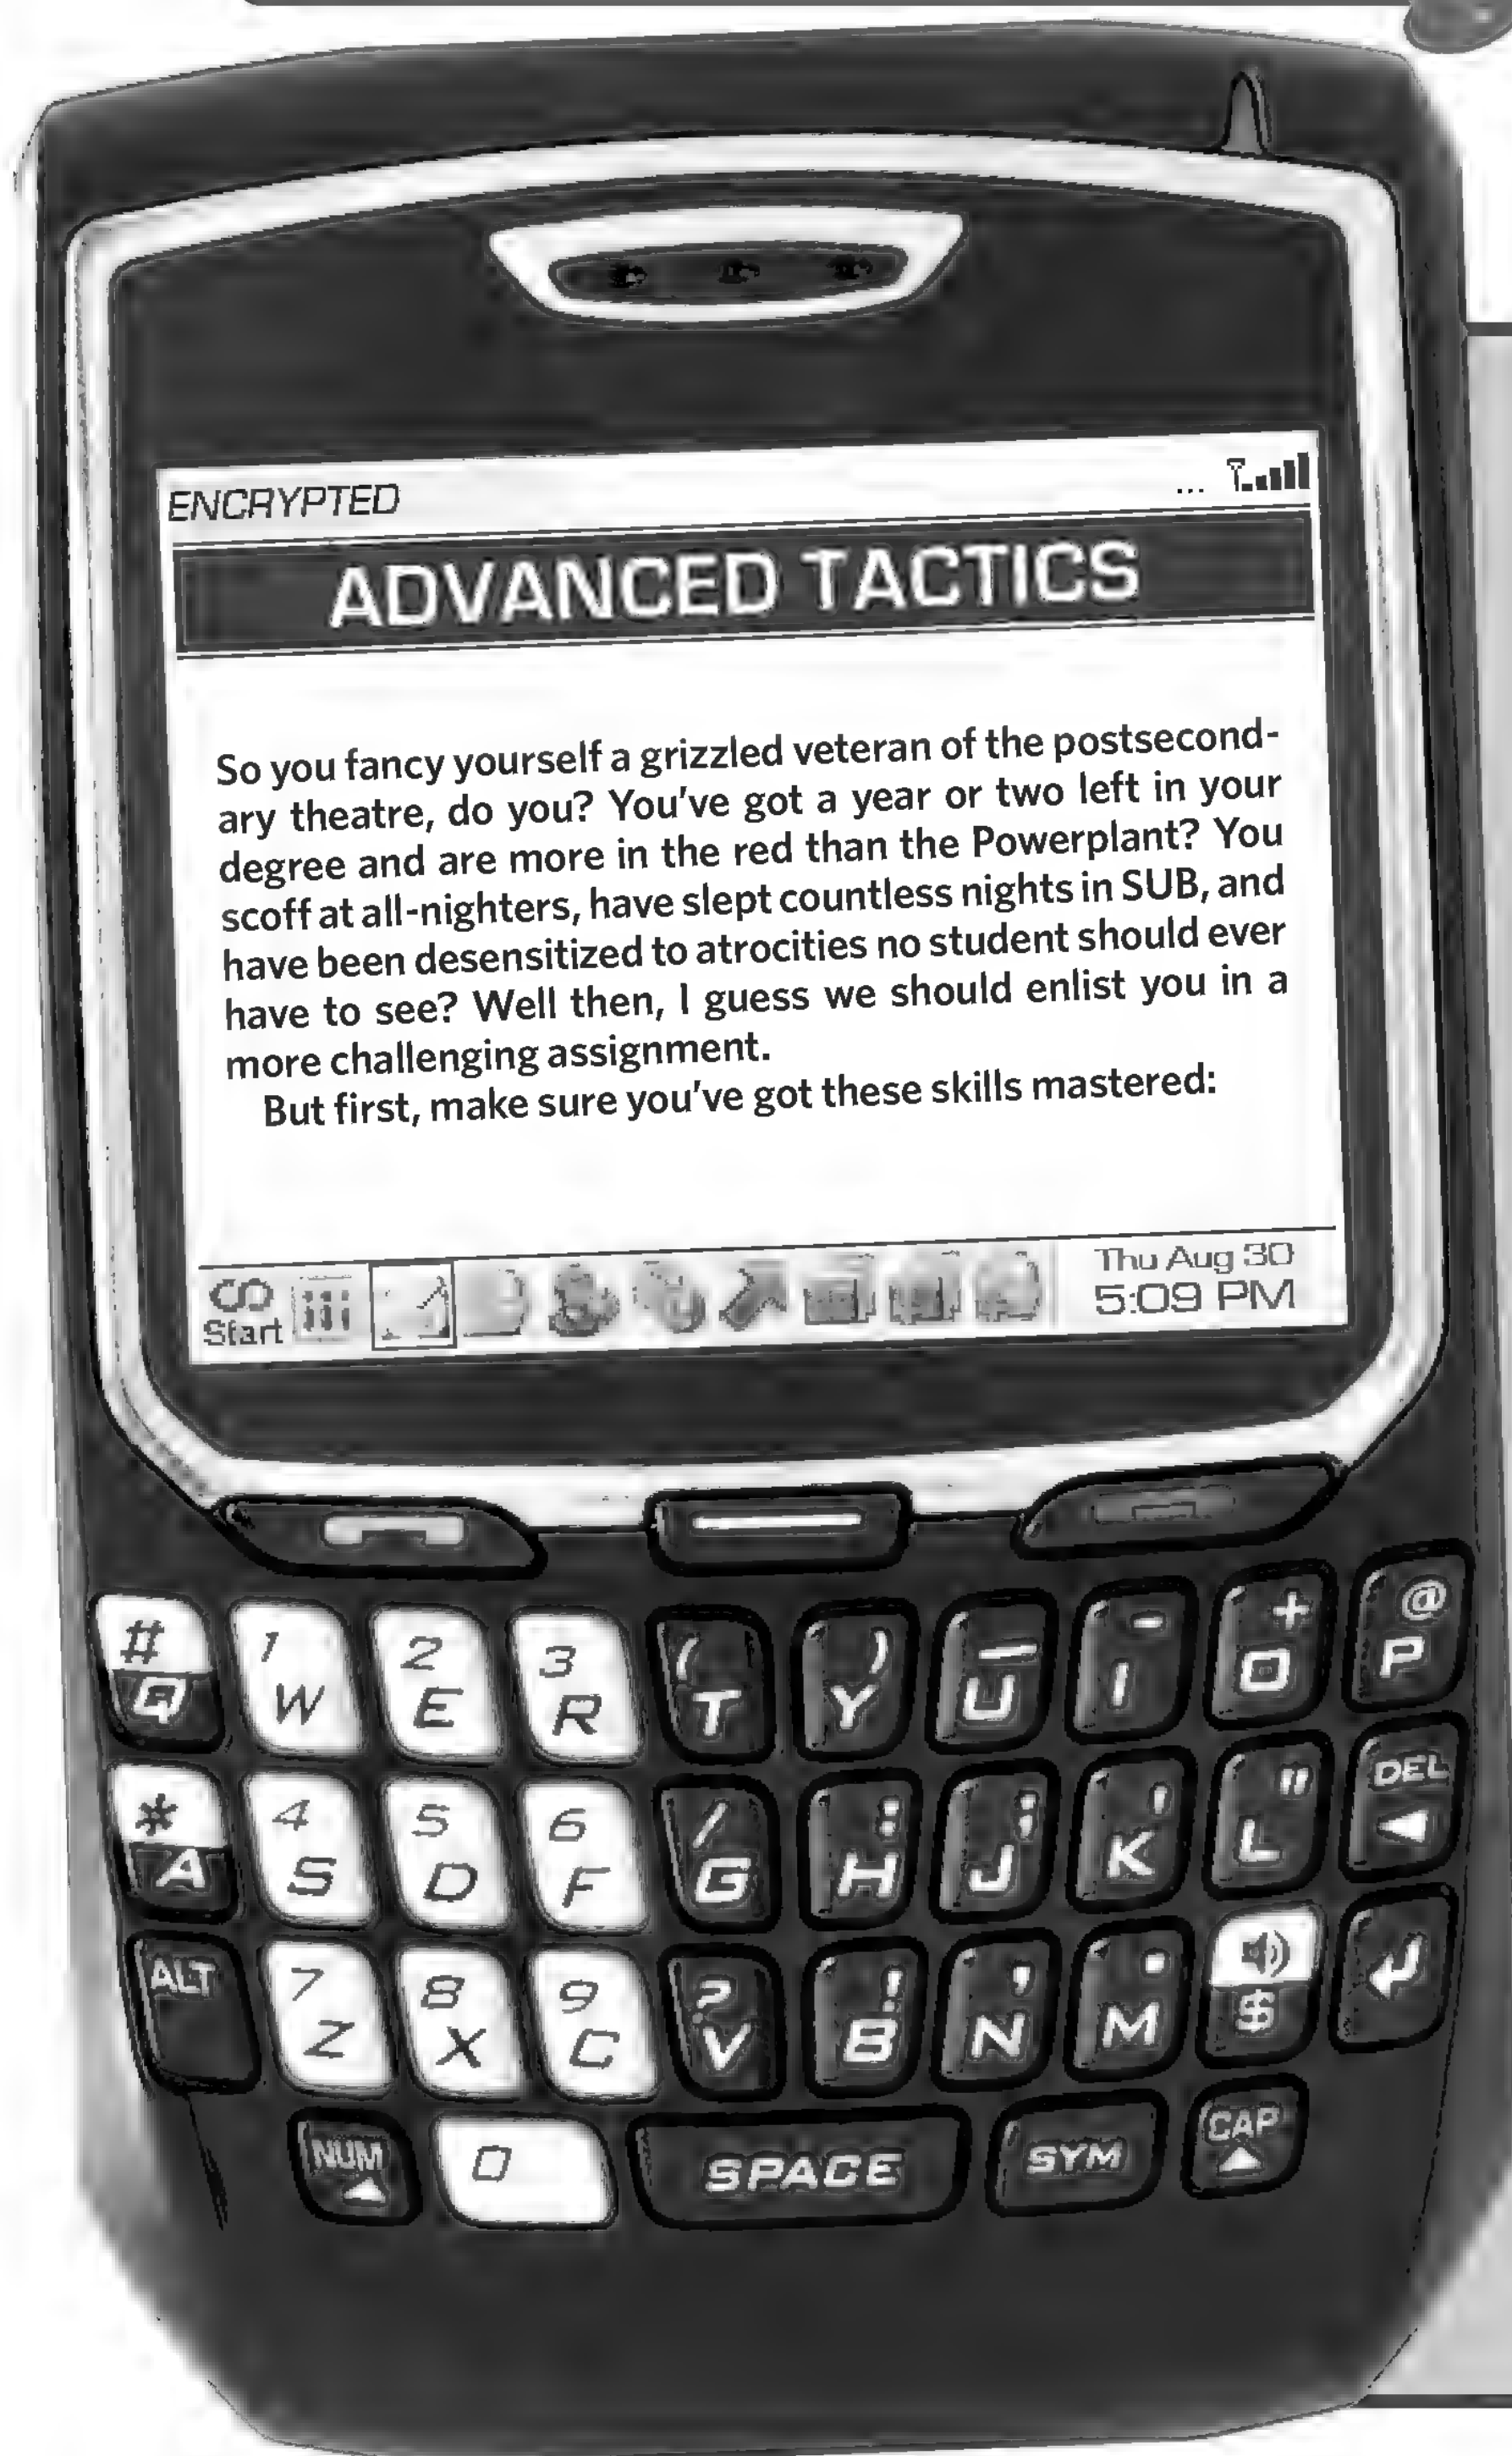 ENCRYPTED ...
ADVANCED TACTICS
So you fancy yourself a grizzled veteran of the postsecond-
ary theatre, do you? You've got a year or two left in your
degree and are more in the red than the Powerplant? You
scoff at all-nighters, have slept countless nights in SUB, and
have been desensitized to atrocities no student should ever
have to see? Well then, I guess we should enlist you in a
more challenging assignment.
But first, make sure you've got these skills mastered:
Thu Aug 30
Start 5:09 PM
# 1 2 3 ( ) _ - + @
Q W E R T Y U I O P
* 4 5 6 / : ; ' " DEL
A S D F G H J K L
ALT 7 8 9 ? ! , .
Z X C V B N M $
NUM 0 SPACE SYM CAP